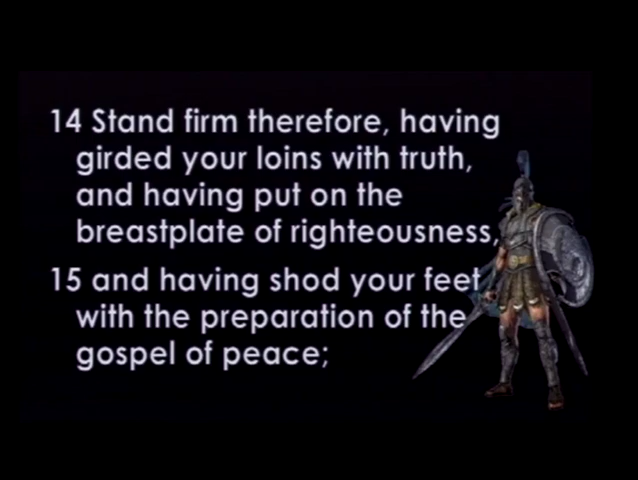 14 Stand firm therefore, having
girded your loins with truth,
and having put on the
breastplate of righteousness,
15 and having shod your feet
with the preparation of the
gospel of peace;